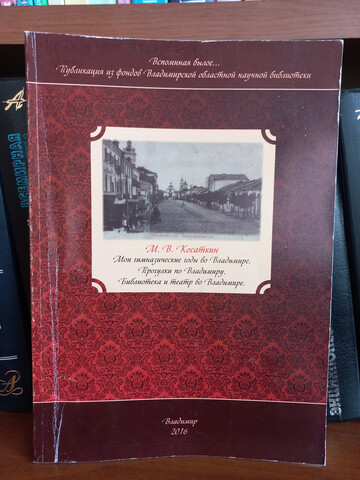 Вспоминая былое...
Публикация из фондов Владимирской областной научной библиотеки
М. В. Косаткин
Мои гимназические годы во Владимире.
Прогулки по Владимиру.
Библиотека и театр во Владимире.
Владимир
2016
ВСЕМИРНАЯ